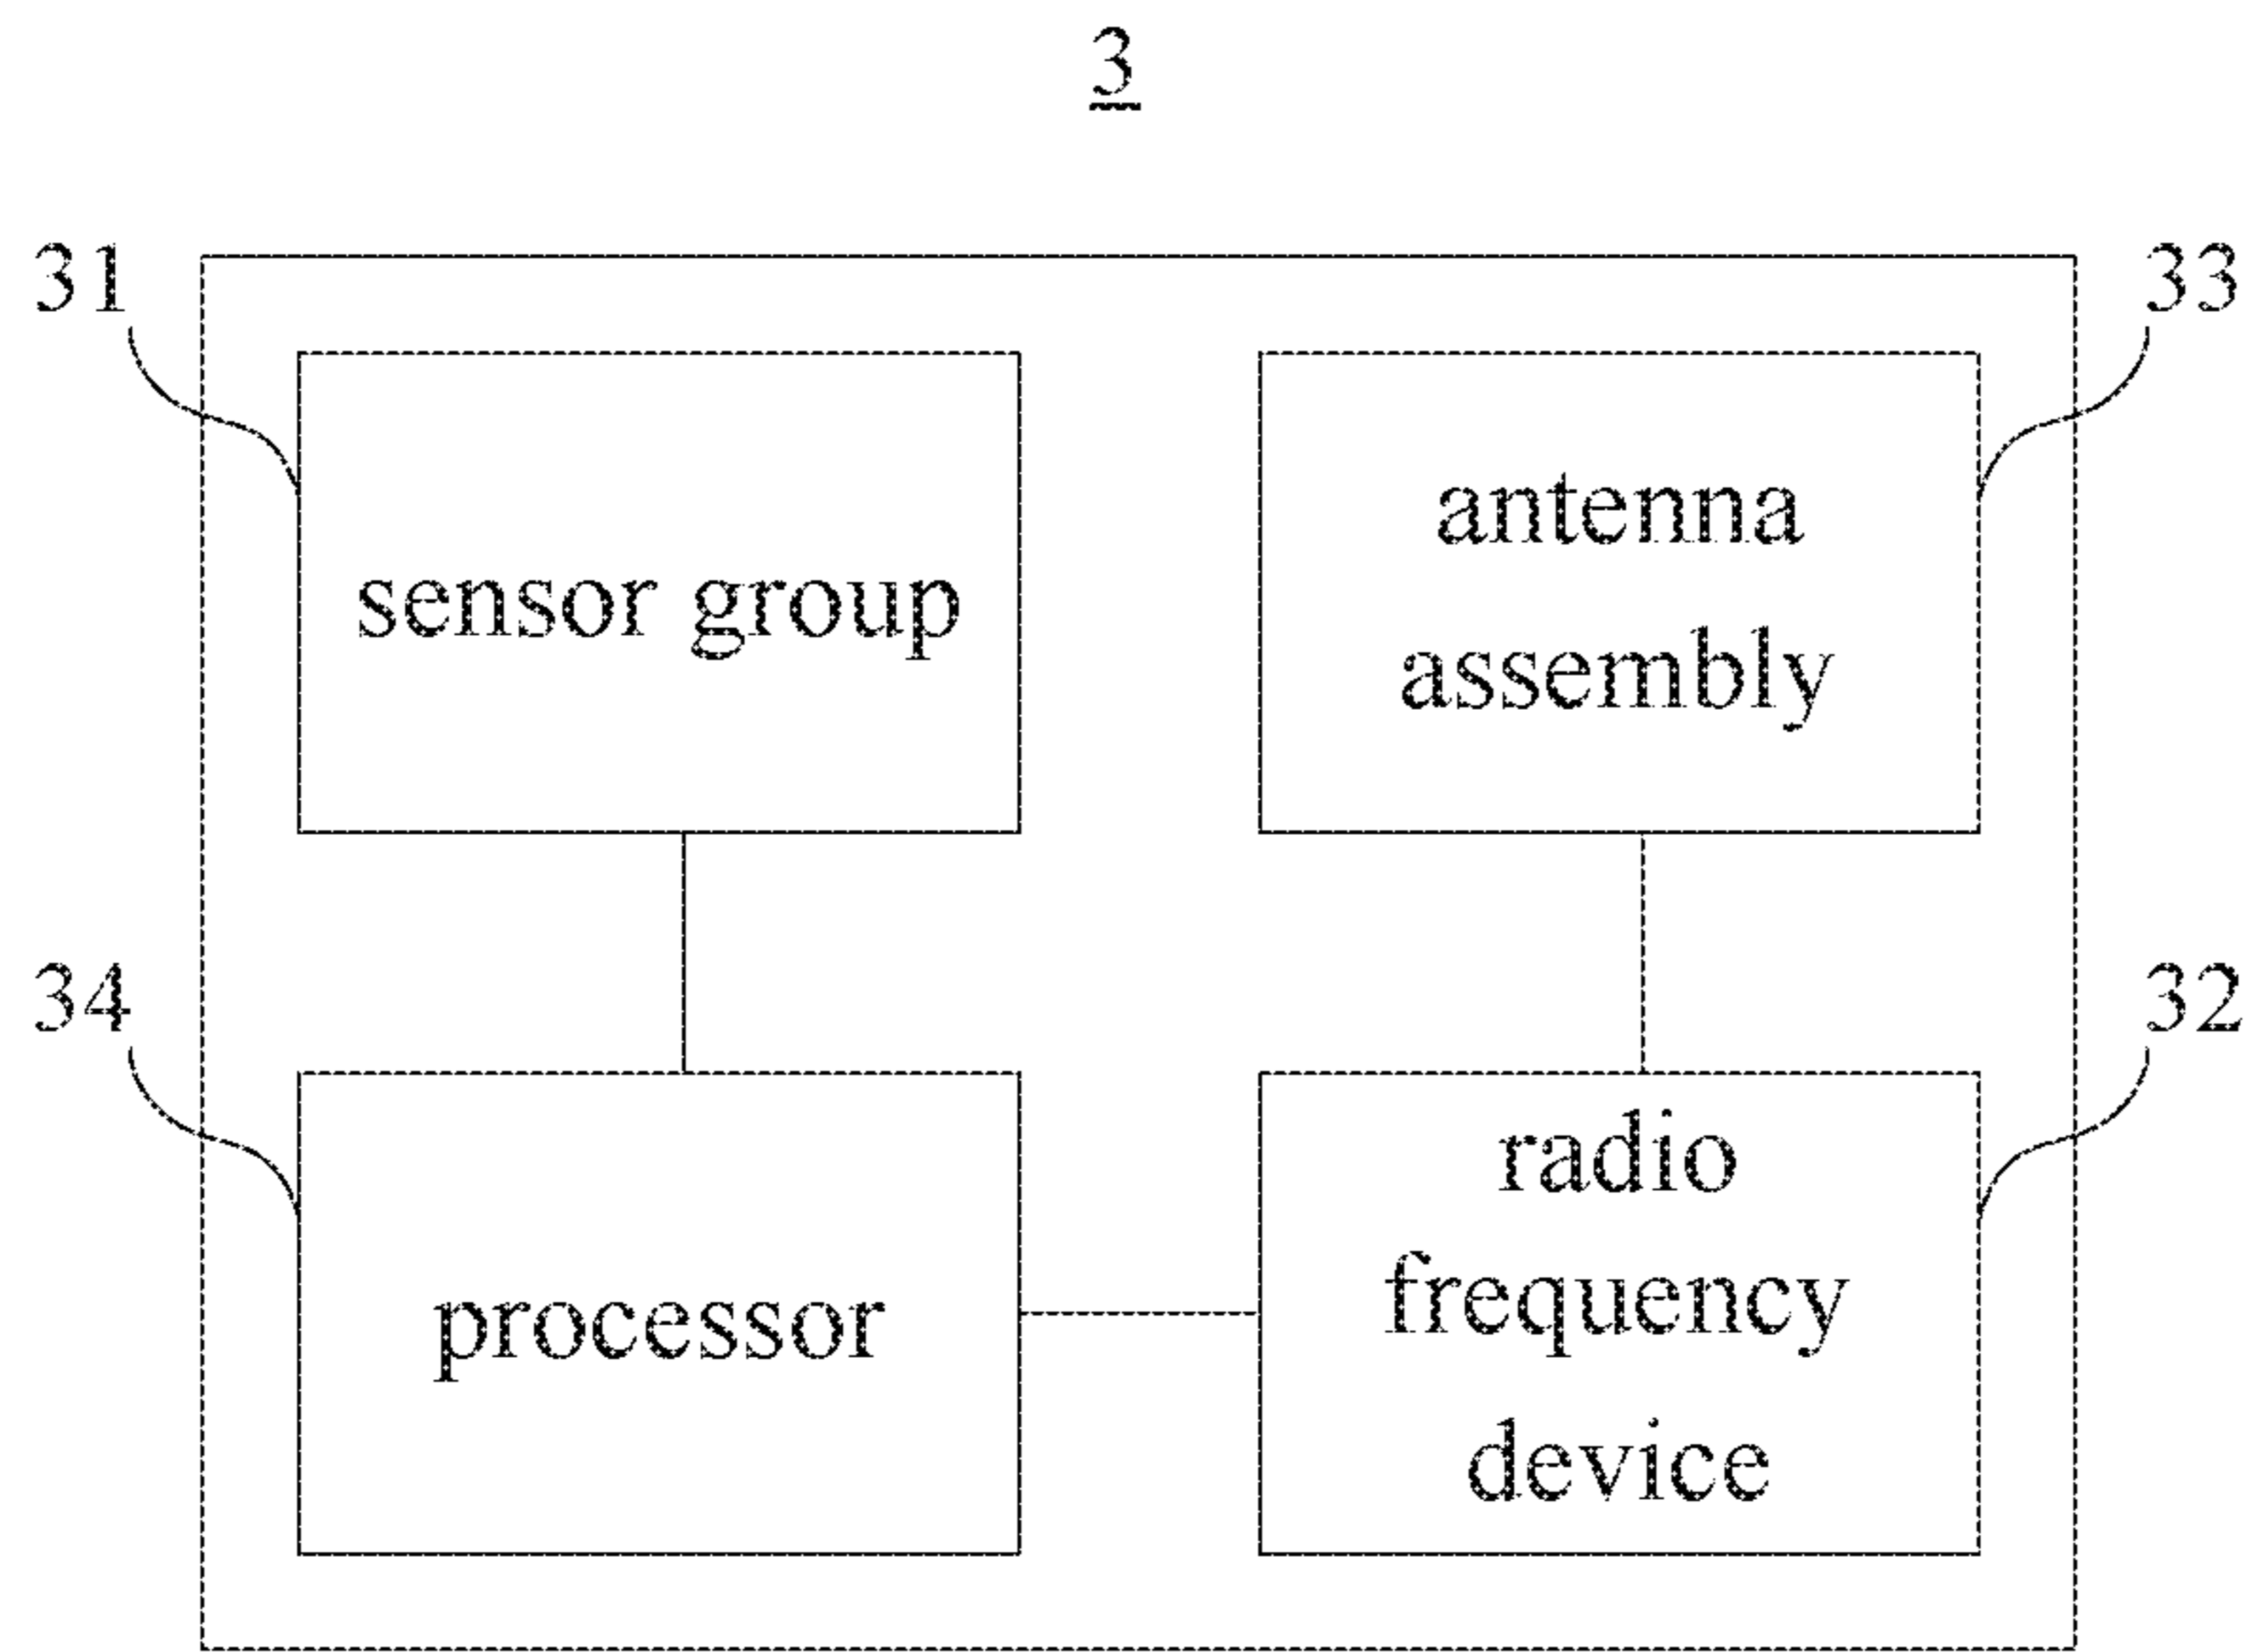 3
31
33
sensor group
antenna
assembly
34
32
processor
radio
frequency
device